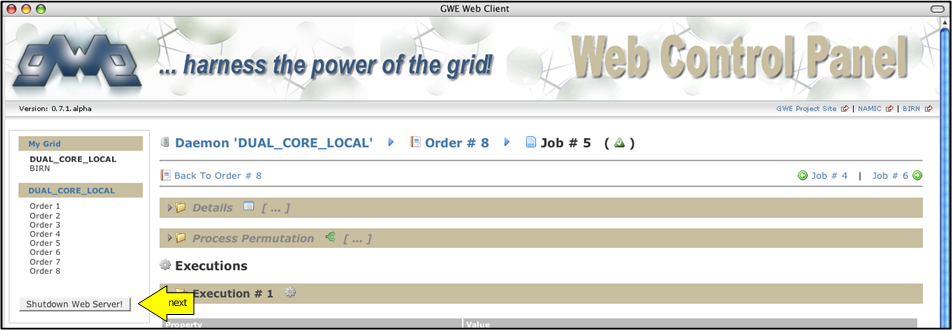 GWE Web Client
gwe ... harness the power of the grid! Web Control Panel
Version: 0.7.1.alpha
GWE Project Site | NAMIC | BIRN
My Grid
DUAL_CORE_LOCAL
BIRN
DUAL_CORE_LOCAL
Order 1
Order 2
Order 3
Order 4
Order 5
Order 6
Order 7
Order 8
Shutdown Web Server!
next
Daemon 'DUAL_CORE_LOCAL' Order # 8 Job # 5 ( )
Back To Order # 8
Job # 4 | Job # 6
Details [ ... ]
Process Permutation [ ... ]
Executions
Execution # 1
Property Value